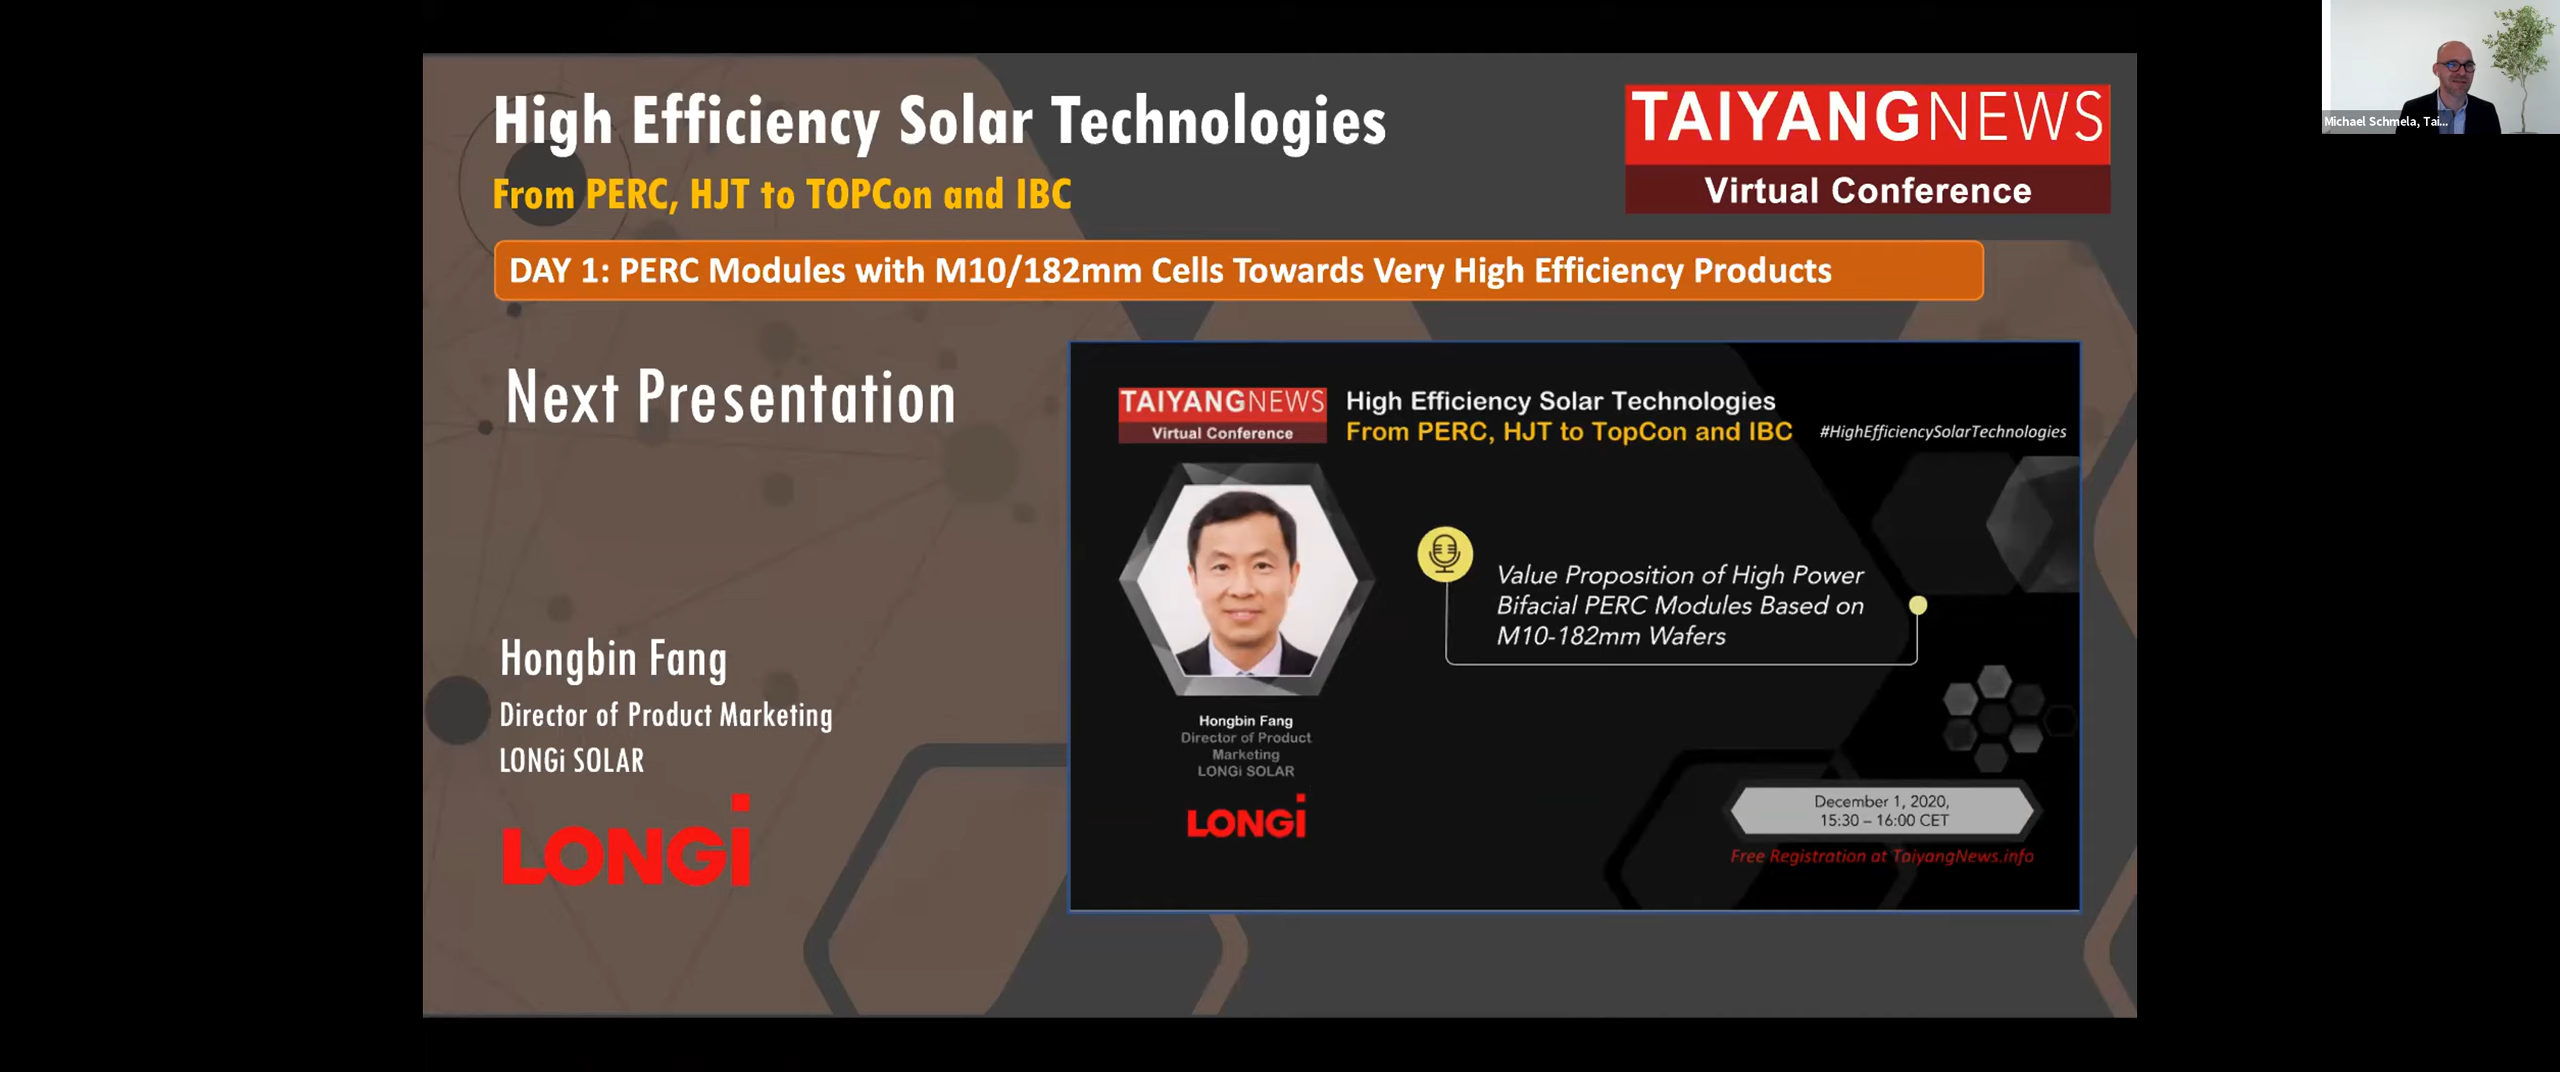 High Efficiency Solar Technologies
From PERC, HJT to TOPCon and IBC
TAIYANGNEWS
Virtual Conference
Michael Schmela, Tai...
DAY 1: PERC Modules with M10/182mm Cells Towards Very High Efficiency Products
Next Presentation
Hongbin Fang
Director of Product Marketing
LONGi SOLAR
LONGi
TAIYANGNEWS
Virtual Conference
High Efficiency Solar Technologies
From PERC, HJT to TopCon and IBC
#HighEfficiencySolarTechnologies
Value Proposition of High Power
Bifacial PERC Modules Based on
M10-182mm Wafers
Hongbin Fang
Director of Product
Marketing
LONGi SOLAR
LONGi
December 1, 2020,
15:30 – 16:00 CET
Free Registration at TaiyangNews.info